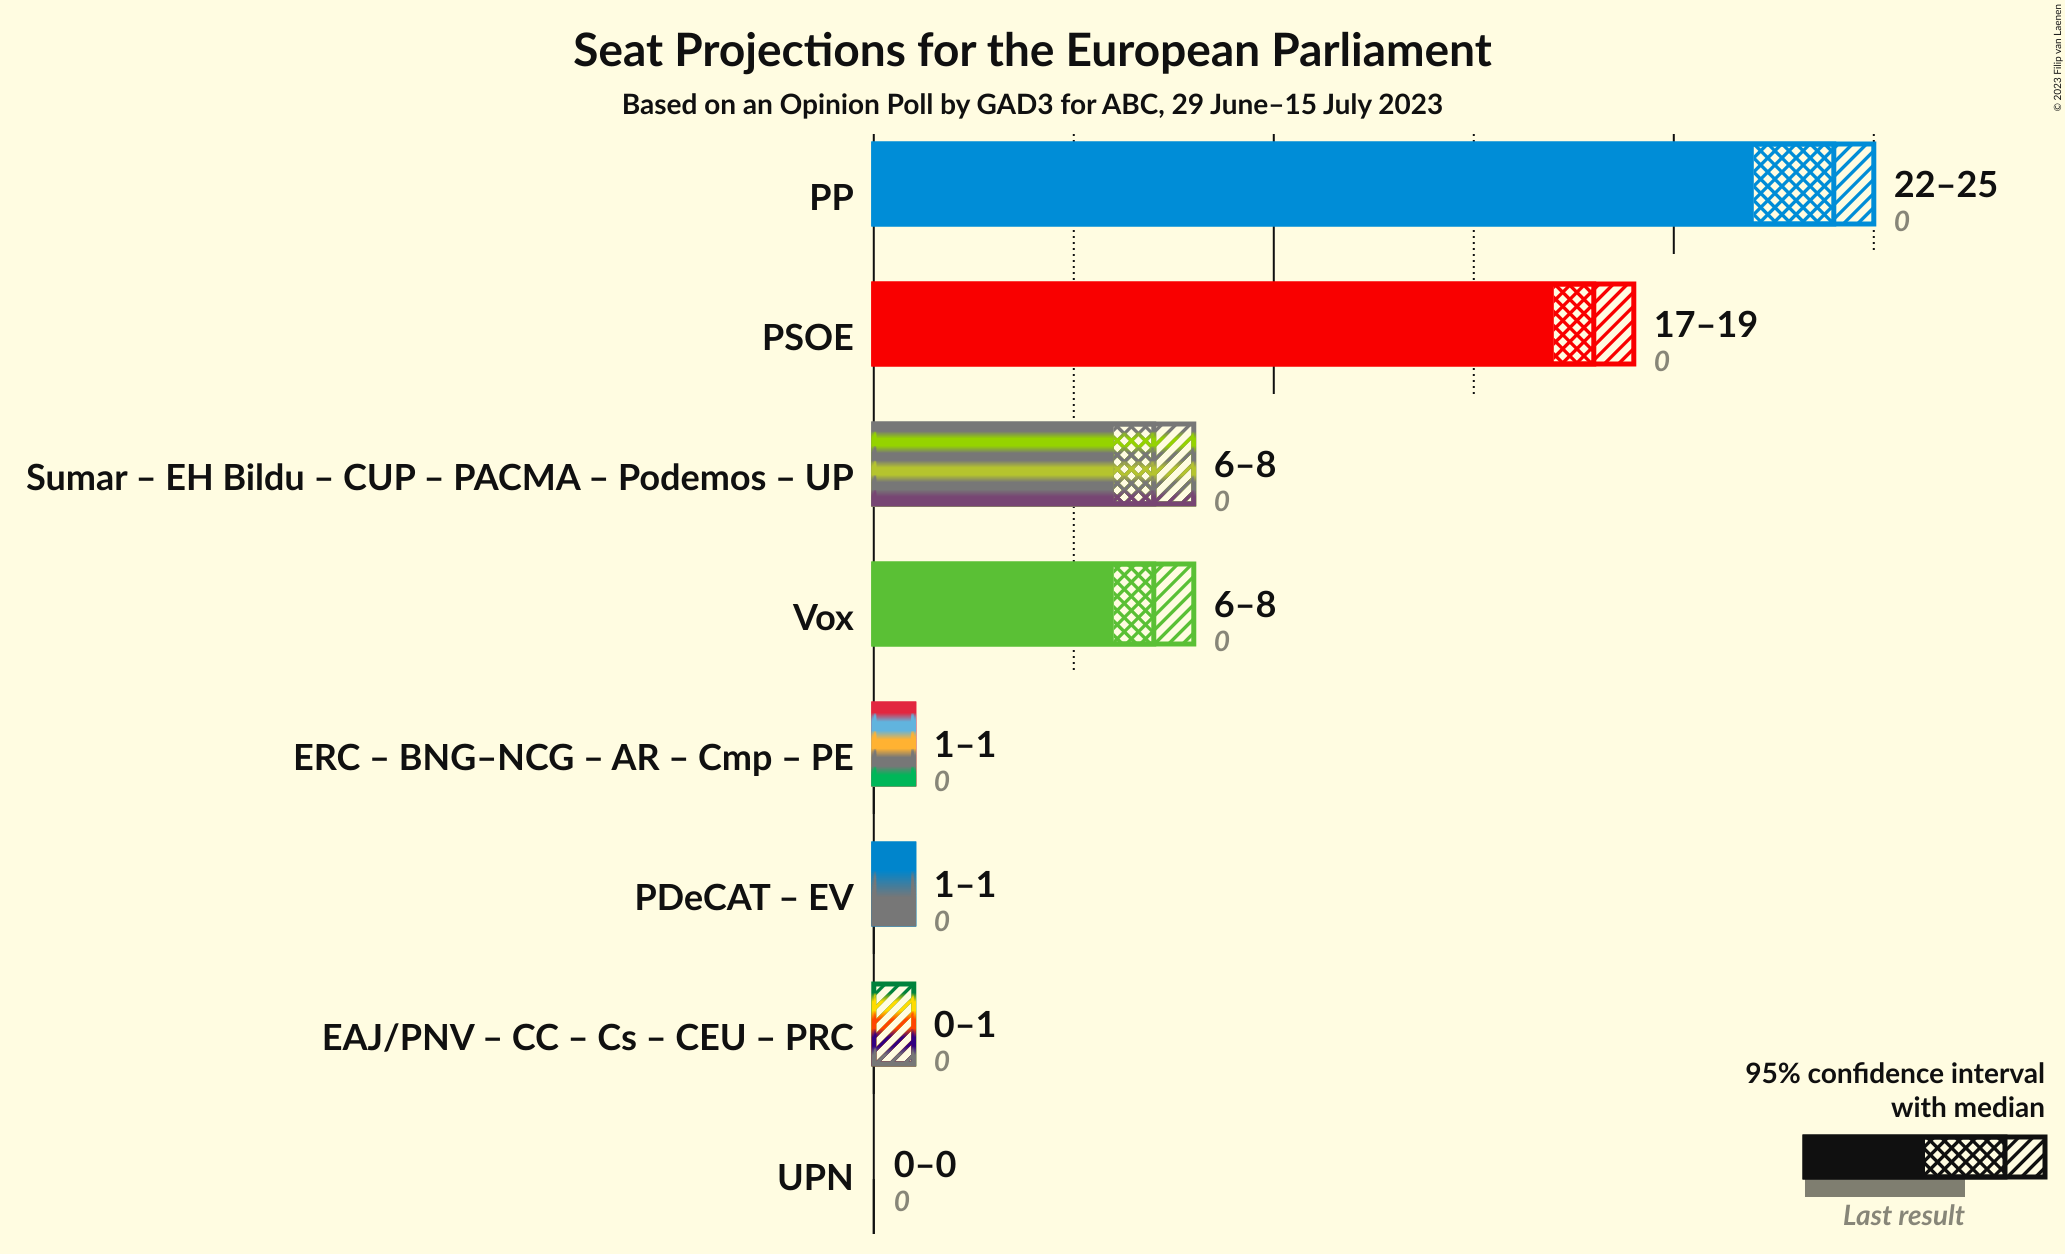 Seat Projections for the European Parliament
Based on an Opinion Poll by GAD3 for ABC, 29 June–15 July 2023
© 2023 Filip van Laenen
PP
22–25
0
PSOE
17–19
0
Sumar – EH Bildu – CUP – PACMA – Podemos – UP
6–8
0
Vox
6–8
0
ERC – BNG–NCG – AR – Cmp – PE
1–1
0
PDeCAT – EV
1–1
0
EAJ/PNV – CC – Cs – CEU – PRC
0–1
0
UPN
0–0
0
95% confidence interval
with median
Last result